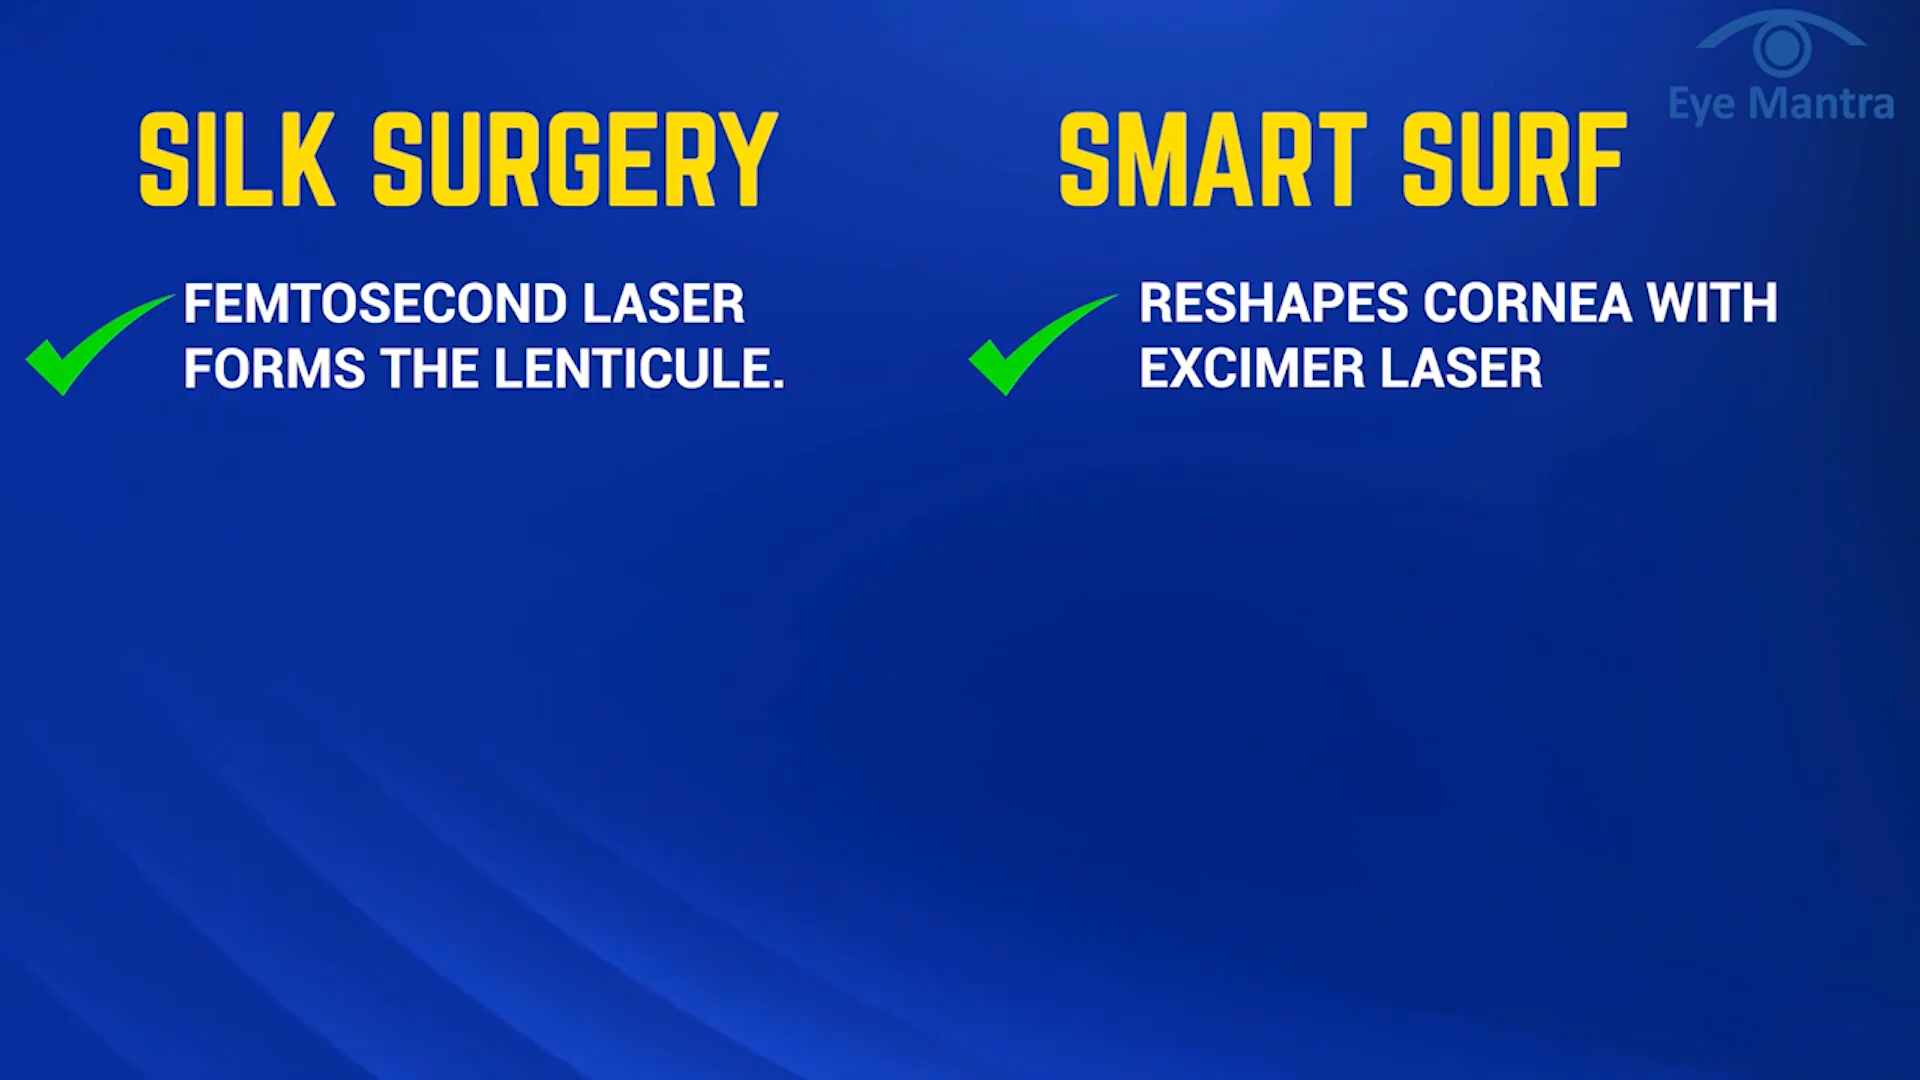 Eye Mantra
SILK SURGERY
FEMTOSECOND LASER
FORMS THE LENTICULE.
SMART SURF
RESHAPES CORNEA WITH
EXCIMER LASER